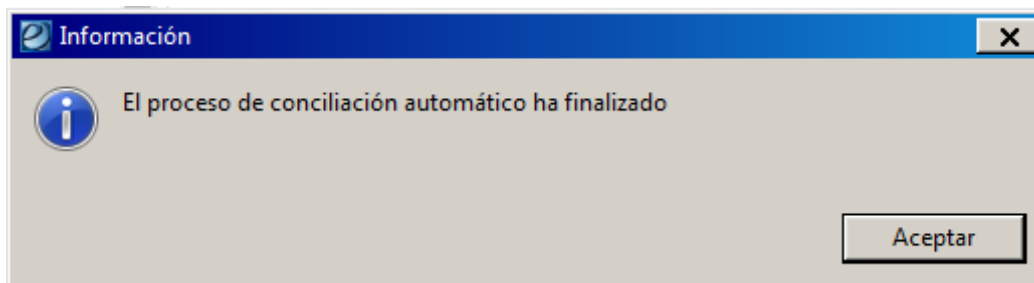 Información
El proceso de conciliación automático ha finalizado
Aceptar